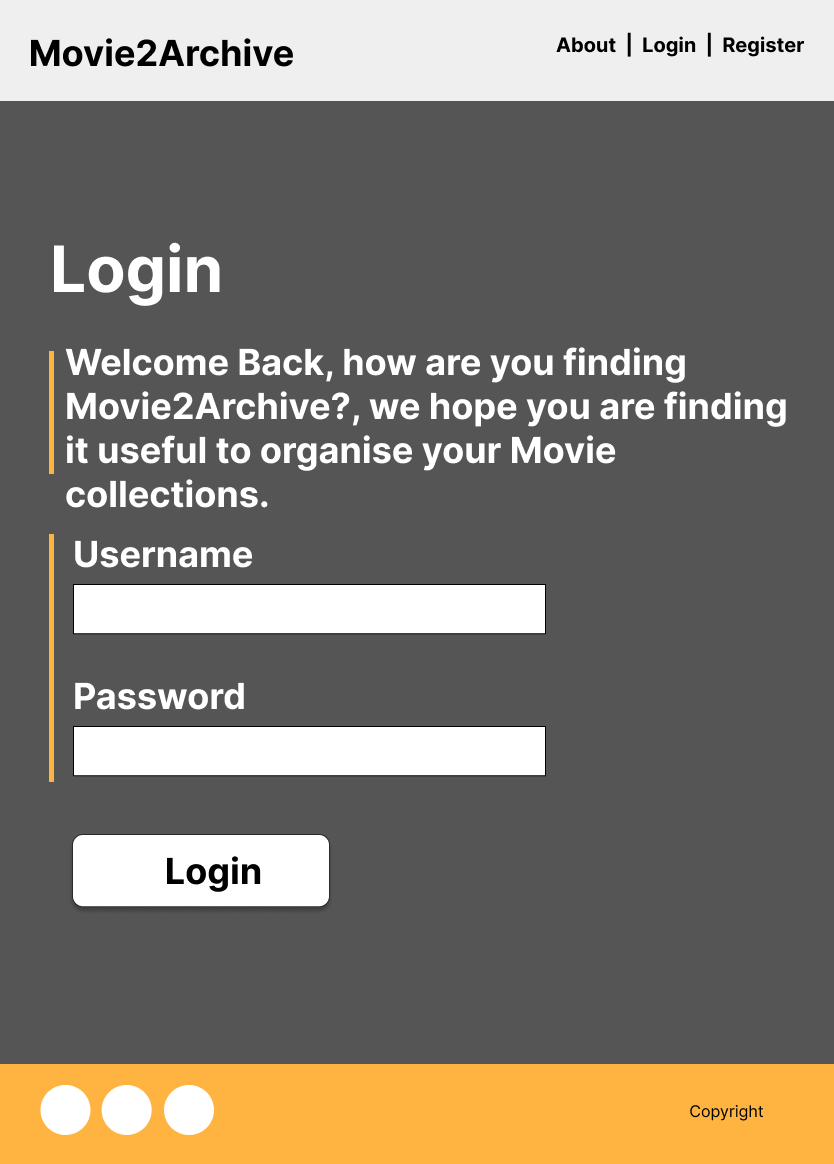 Movie2Archive
About | Login | Register
Login
Welcome Back, how are you finding
Movie2Archive?, we hope you are finding
it useful to organise your Movie
collections.
Username
Password
Login
Copyright